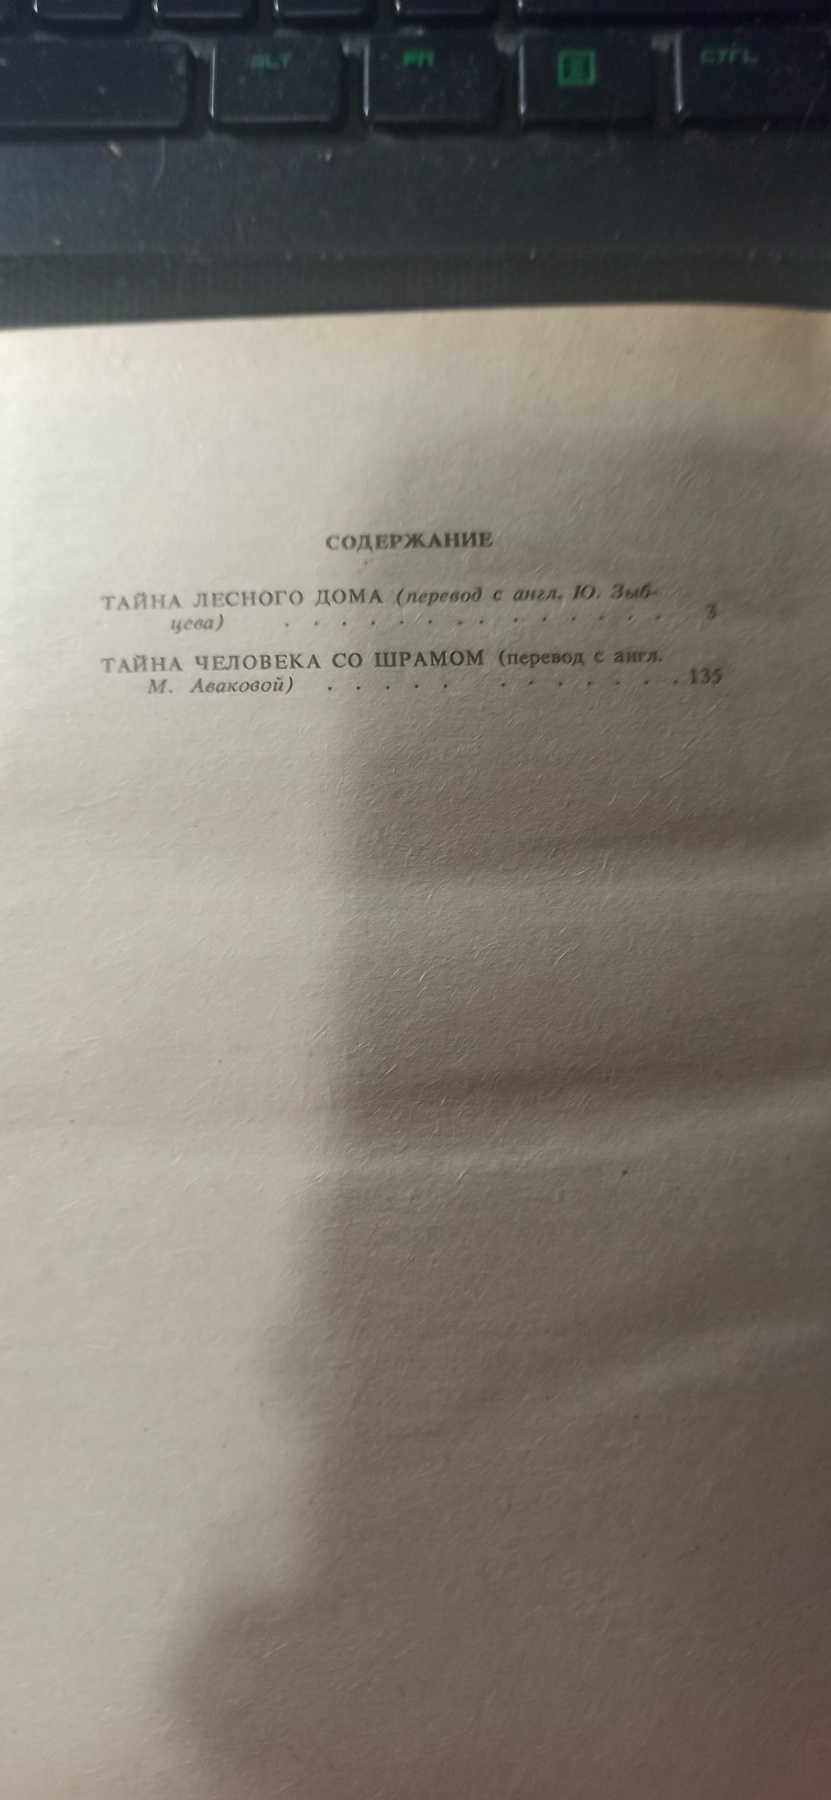 ALT FN CTRL
СОДЕРЖАНИЕ
ТАЙНА ЛЕСНОГО ДОМА (перевод с англ. Ю. Зыб-
цева) . . . . . . . . . . . . . . . 3
ТАЙНА ЧЕЛОВЕКА СО ШРАМОМ (перевод с англ.
М. Аваковой) . . . . . . . . . . . . 135